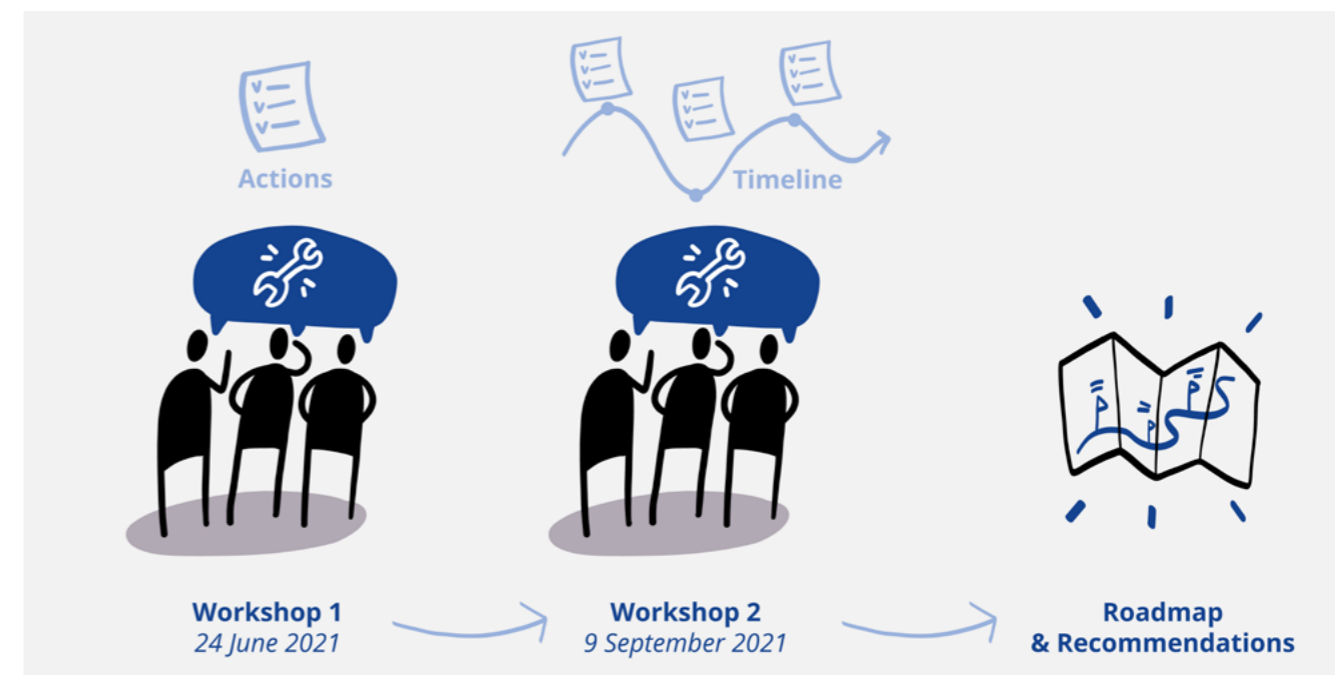 Actions
Timeline
Workshop 1
24 June 2021
Workshop 2
9 September 2021
Roadmap
& Recommendations